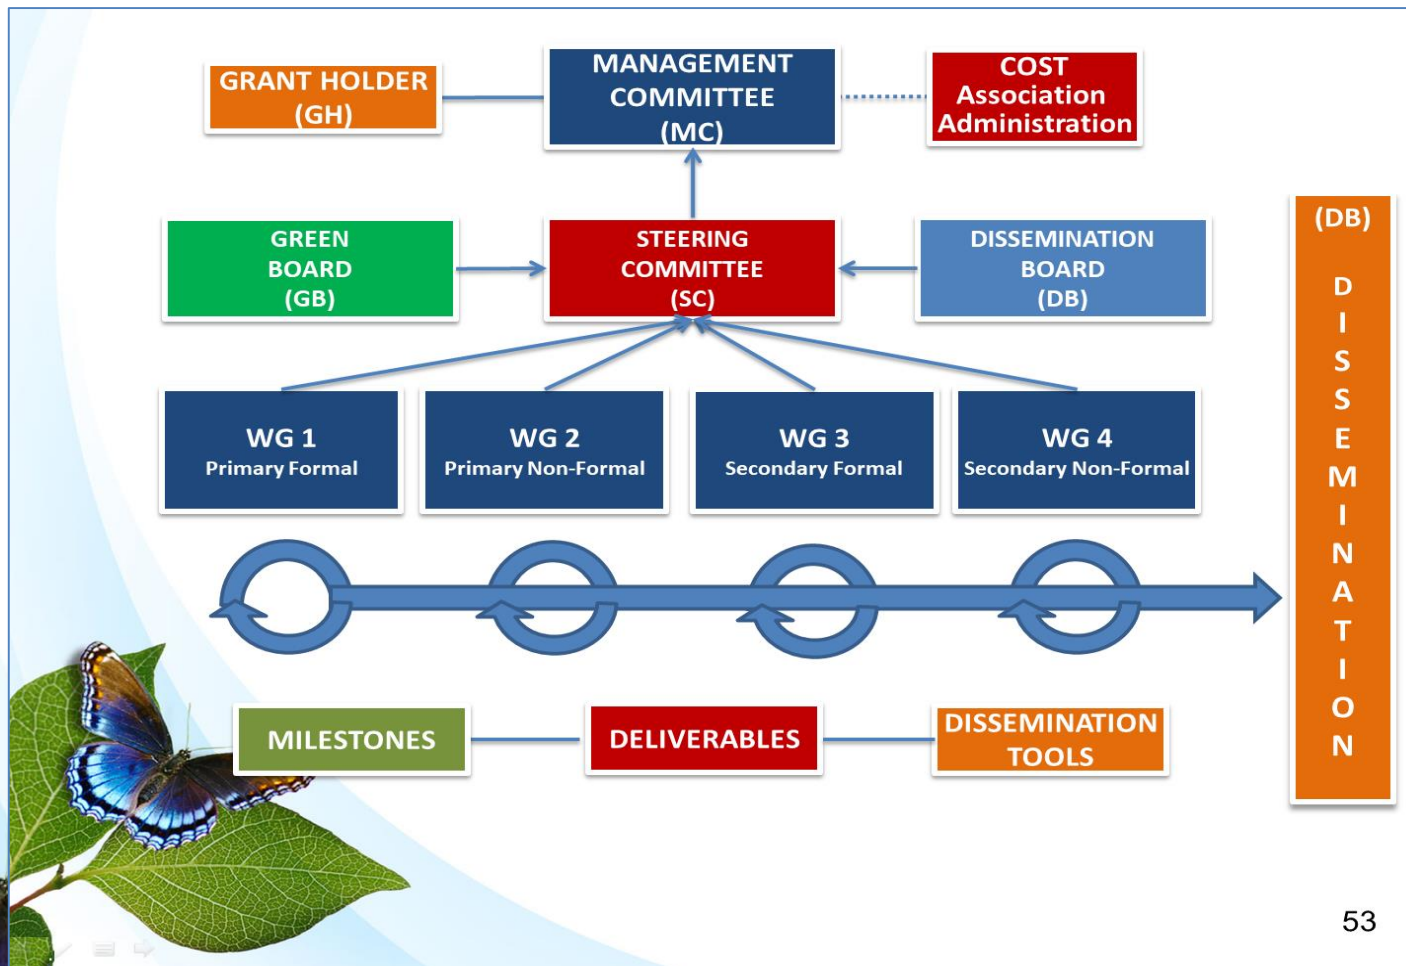 GRANT HOLDER
(GH)
MANAGEMENT
COMMITTEE
(MC)
COST
Association
Administration
GREEN
BOARD
(GB)
STEERING
COMMITTEE
(SC)
DISSEMINATION
BOARD
(DB)
WG 1
Primary Formal
WG 2
Primary Non-Formal
WG 3
Secondary Formal
WG 4
Secondary Non-Formal
MILESTONES
DELIVERABLES
DISSEMINATION
TOOLS
(DB)
D
I
S
S
E
M
I
N
A
T
I
O
N
53